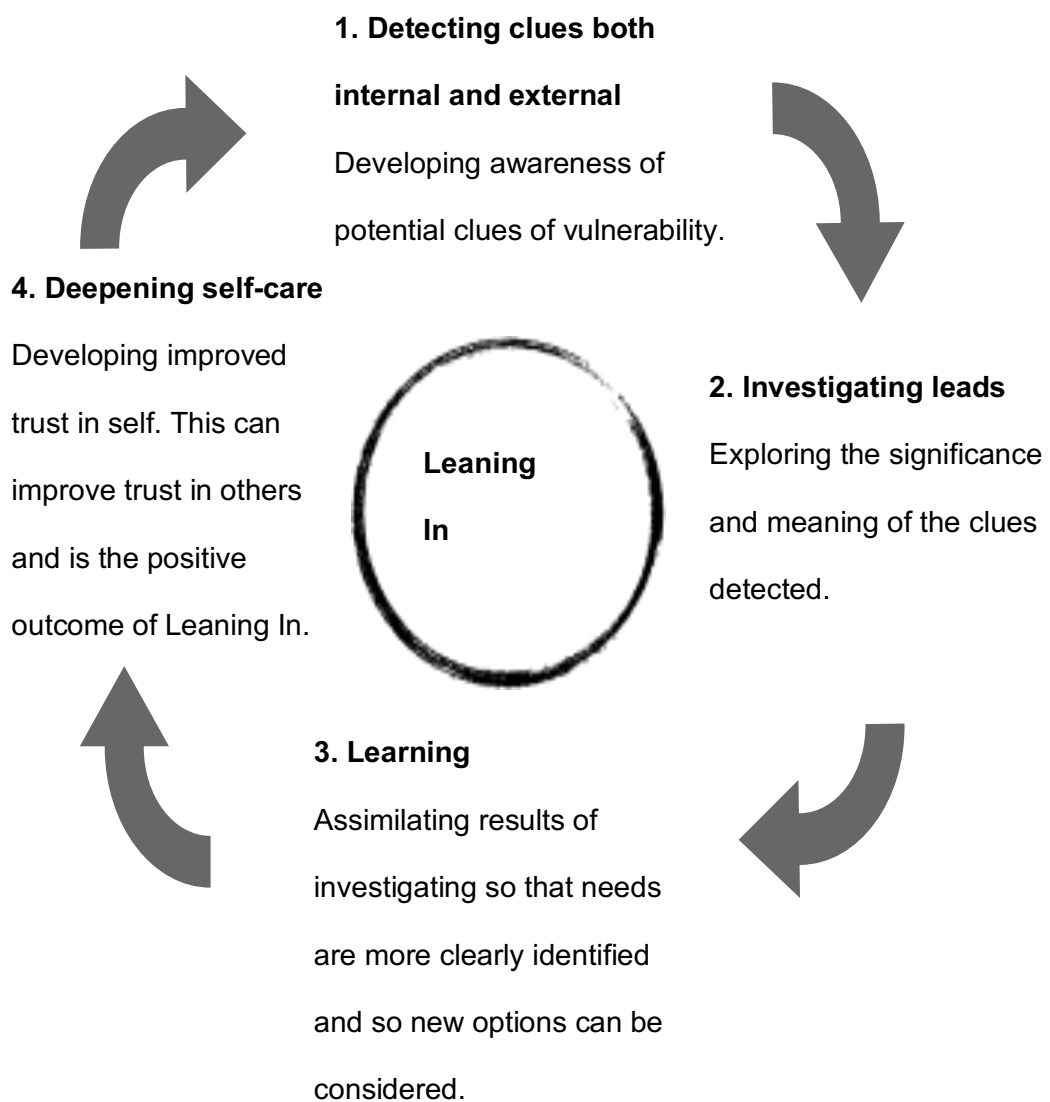 1. Detecting clues both
internal and external
Developing awareness of
potential clues of vulnerability.
2. Investigating leads
Exploring the significance
and meaning of the clues
detected.
3. Learning
Assimilating results of
investigating so that needs
are more clearly identified
and so new options can be
considered.
4. Deepening self-care
Developing improved
trust in self. This can
improve trust in others
and is the positive
outcome of Leaning In.
Leaning
In